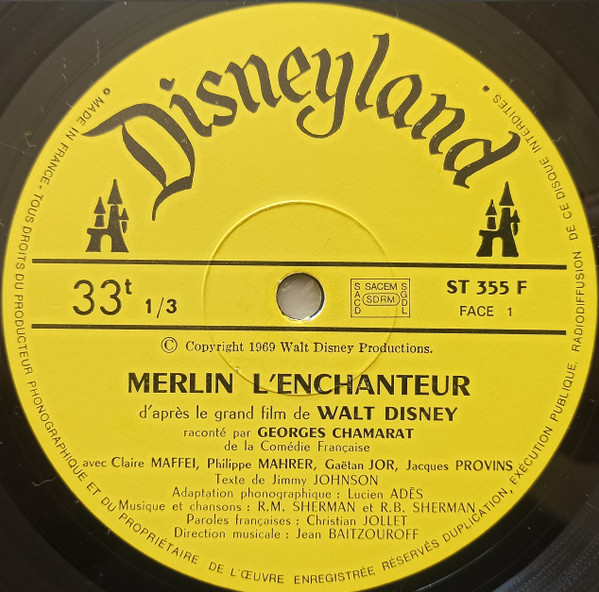 Disneyland
MADE IN FRANCE • TOUS DROITS DU PRODUCTEUR PHONOGRAPHIQUE ET DU PROPRIÉTAIRE DE L'ŒUVRE ENREGISTRÉE RÉSERVÉS DUPLICATION, EXÉCUTION PUBLIQUE, RADIODIFFUSION DE CE DISQUE INTERDITES
33t 1/3
SACD
SACEM
SDRM
SGDL
ST 355 F
FACE 1
© Copyright 1969 Walt Disney Productions.
MERLIN L'ENCHANTEUR
d'après le grand film de WALT DISNEY
raconté par GEORGES CHAMARAT
de la Comédie Française
avec Claire MAFFEI, Philippe MAHRER, Gaëtan JOR, Jacques PROVINS
Texte de Jimmy JOHNSON
Adaptation phonographique : Lucien ADÈS
Musique et chansons : R.M. SHERMAN et R.B. SHERMAN
Paroles françaises : Christian JOLLET
Direction musicale : Jean BAITZOUROFF